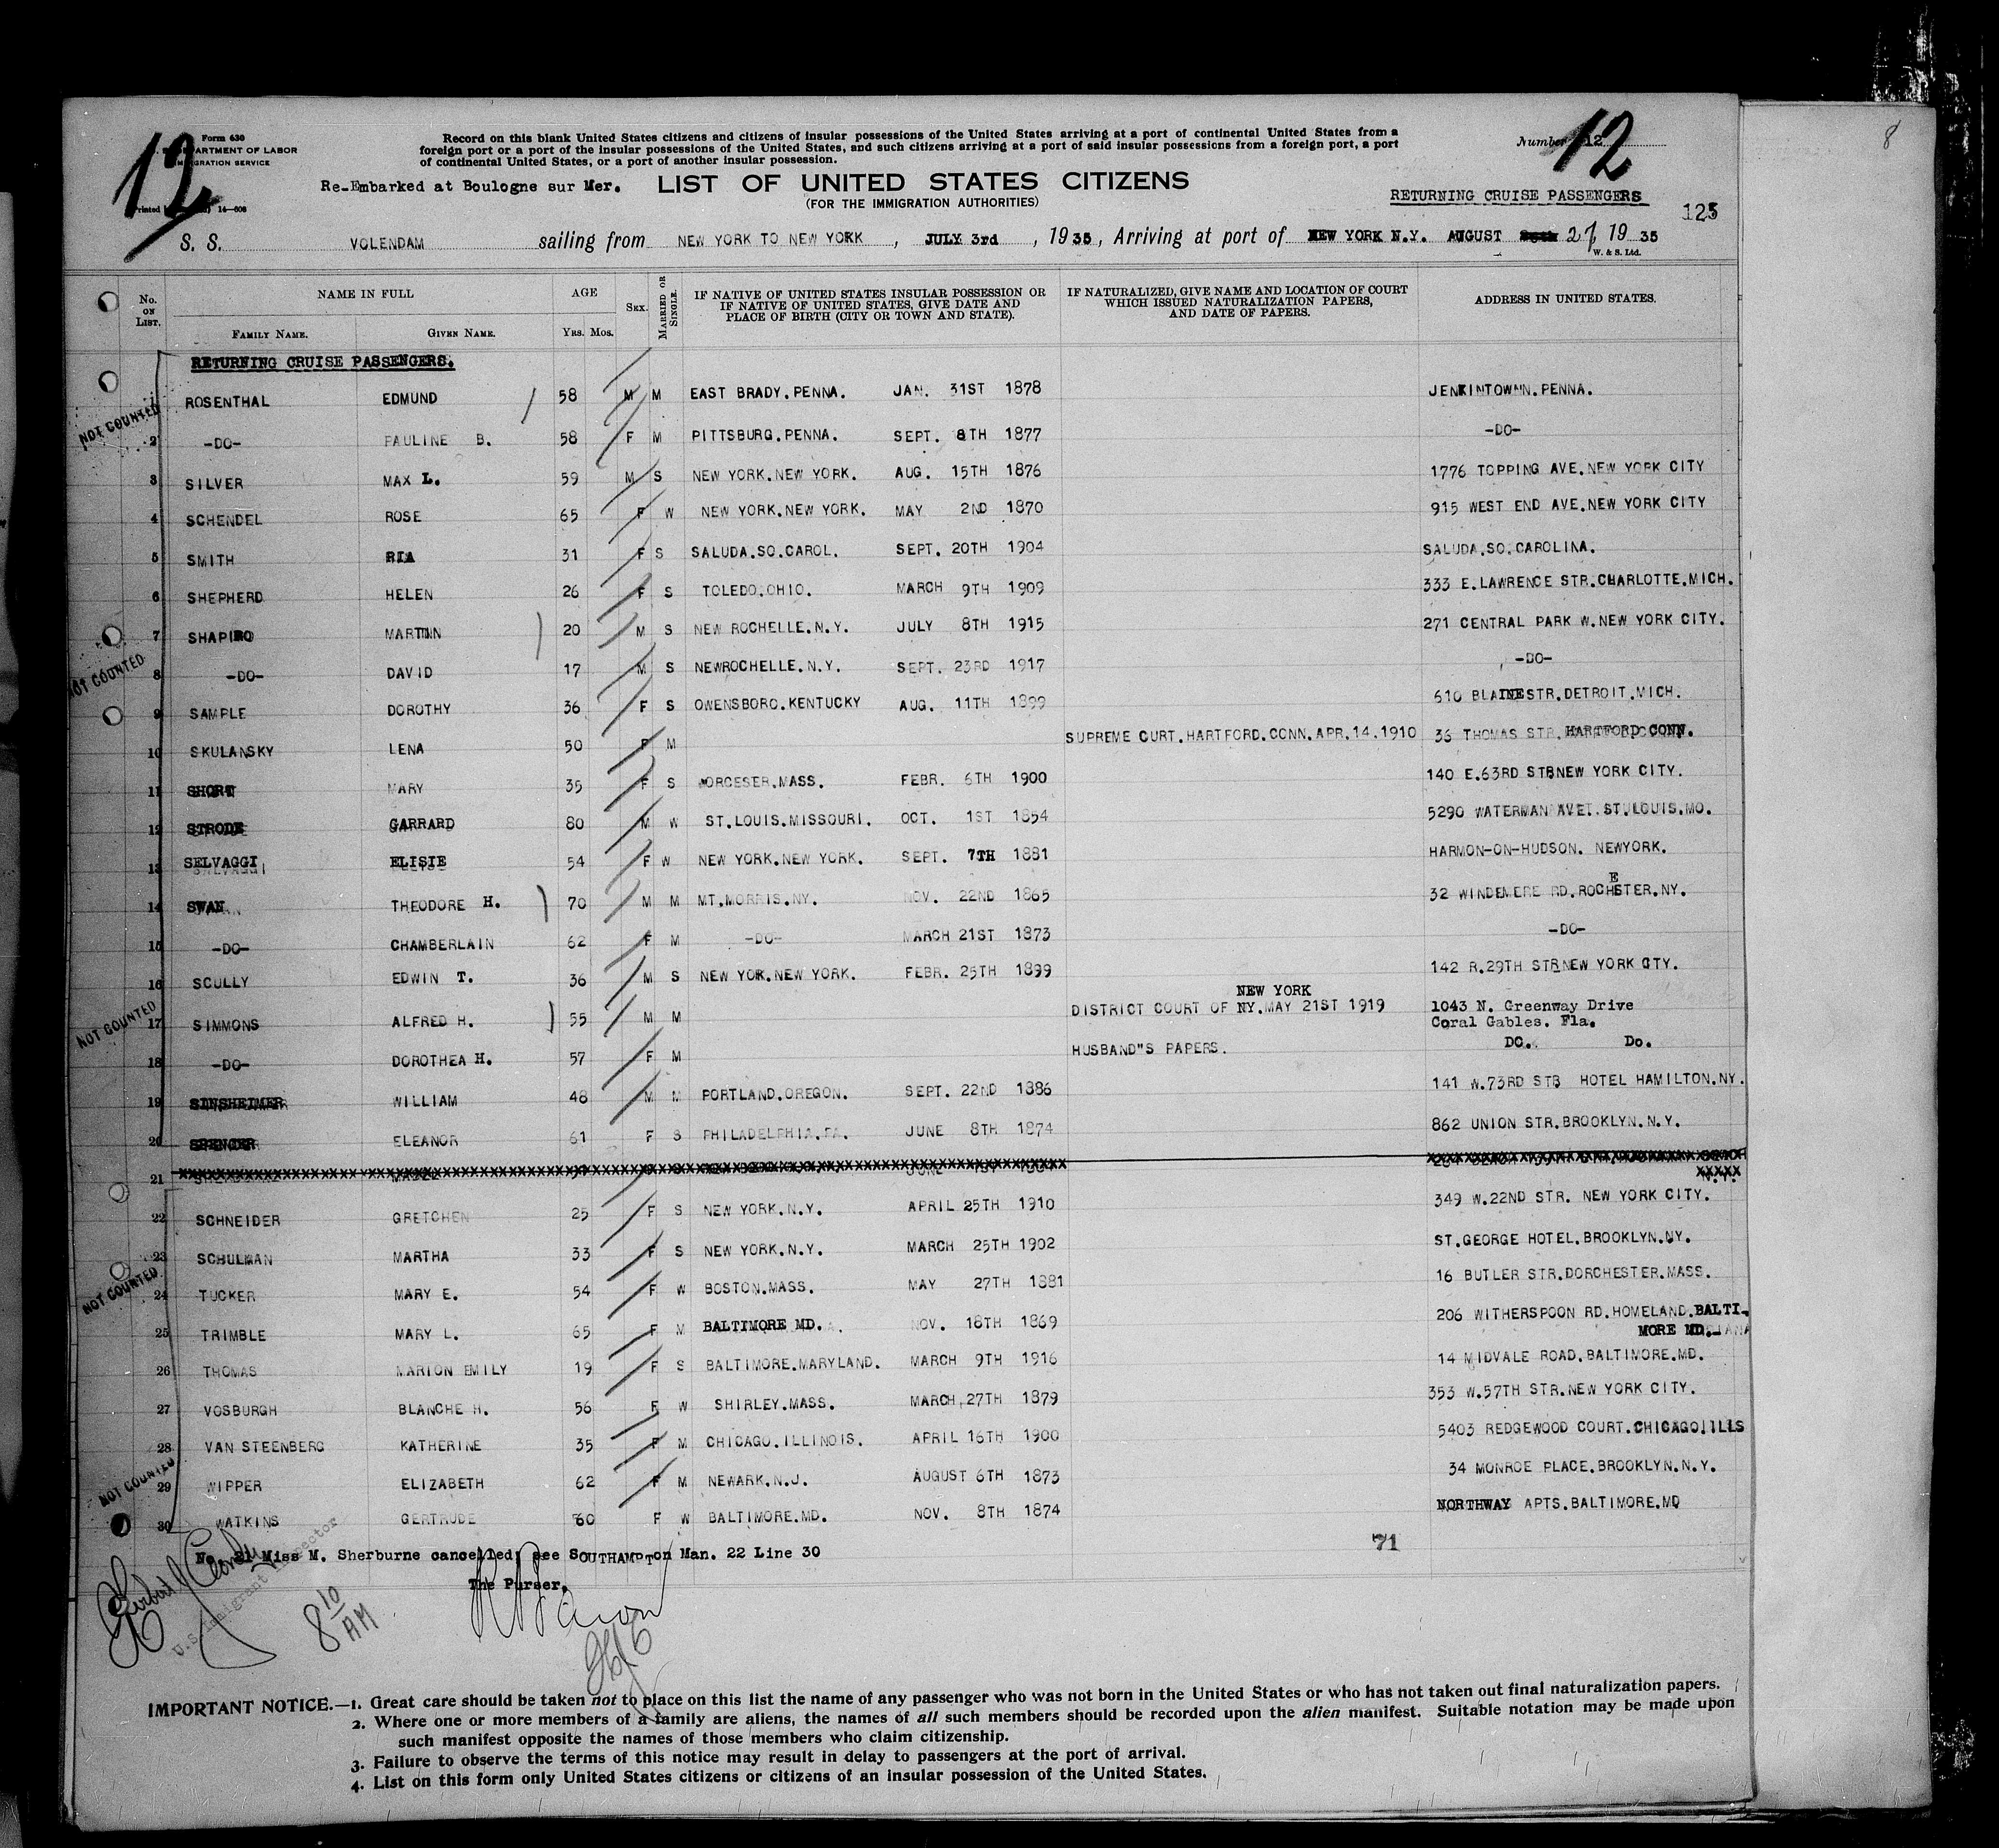 12
Form 630
DEPARTMENT OF LABOR
IMMIGRATION SERVICE
14—608
Record on this blank United States citizens and citizens of insular possessions of the United States arriving at a port of continental United States from a
foreign port or a port of the insular possessions of the United States, and such citizens arriving at a port of said insular possessions from a foreign port, a port
of continental United States, or a port of another insular possession.
Number 12
12
8
Re-Embarked at Boulogne sur Mer. LIST OF UNITED STATES CITIZENS
(FOR THE IMMIGRATION AUTHORITIES)
RETURNING CRUISE PASSENGERS
125
S. S. VOLENDAM sailing from NEW YORK TO NEW YORK , JULY 3rd , 1935, Arriving at port of NEW YORK N.Y. AUGUST 27, 1935
W. & S. Ltd.
No. ON LIST. NAME IN FULL FAMILY NAME. GIVEN NAME. AGE YRS. MOS. SEX. MARRIED OR SINGLE. IF NATIVE OF UNITED STATES INSULAR POSSESSION OR IF NATIVE OF UNITED STATES, GIVE DATE AND PLACE OF BIRTH (CITY OR TOWN AND STATE). IF NATURALIZED, GIVE NAME AND LOCATION OF COURT WHICH ISSUED NATURALIZATION PAPERS, AND DATE OF PAPERS. ADDRESS IN UNITED STATES.
RETURNING CRUISE PASSENGERS.
NOT COUNTED
1 ROSENTHAL EDMUND 58 M M EAST BRADY.PENNA. JAN. 31ST 1878 JENKINTOWNN.PENNA.
2 -DO- PAULINE B. 58 F M PITTSBURG.PENNA. SEPT. 8TH 1877 -DO-
3 SILVER MAX L. 59 M S NEW YORK.NEW YORK. AUG. 15TH 1876 1776 TOPPING AVE.NEW YORK CITY
4 SCHENDEL ROSE 65 F W NEW YORK.NEW YORK. MAY 2ND 1870 915 WEST END AVE.NEW YORK CITY
5 SMITH RIA 31 F S SALUDA.SO.CAROL. SEPT. 20TH 1904 SALUDA.SO.CAROLINA.
6 SHEPHERD HELEN 26 F S TOLEDO.OHIO. MARCH 9TH 1909 333 E.LAWRENCE STR.CHARLOTTE.MICH.
7 SHAPIRO MARTIN 20 M S NEW ROCHELLE.N.Y. JULY 8TH 1915 271 CENTRAL PARK W.NEW YORK CITY.
NOT COUNTED
8 -DO- DAVID 17 M S NEWROCHELLE.N.Y. SEPT. 23RD 1917 -DO-
9 SAMPLE DOROTHY 36 F S OWENSBORO.KENTUCKY AUG. 11TH 1899 610 BLAINESTR.DETROIT.MICH.
10 SKULANSKY LENA 50 F M SUPREME CURT.HARTFORD.CONN.APR.14.1910 36 THOMAS STR.HARTFORD CONN.
11 SHORT MARY 35 F S WORCESER.MASS. FEBR. 6TH 1900 140 E.63RD STRNEW YORK CITY.
12 STRODE GARRARD 80 M W ST.LOUIS.MISSOURI. OCT. 1ST 1854 5290 WATERMAN AVE. ST.LOUIS.MO.
13 SELVAGGI ELISIE 54 F W NEW YORK.NEW YORK. SEPT. 7TH 1881 HARMON-ON-HUDSON. NEWYORK.
14 SWAN THEODORE H. 70 M M MT.MORRIS.NY. NOV. 22ND 1865 32 WINDEMERE RD.ROCHESTER.NY.
15 -DO- CHAMBERLAIN 62 F M -DO- MARCH 21ST 1873 -DO-
16 SCULLY EDWIN T. 36 M S NEW YOK.NEW YORK. FEBR. 25TH 1899 142 R.29TH STRNEW YORK CTY.
NOT COUNTED
17 SIMMONS ALFRED H. 55 M M DISTRICT COURT OF NEW YORK NY.MAY 21ST 1919 1043 N. Greenway Drive
Coral Gables. Fla.
18 -DO- DOROTHEA H. 57 F M HUSBAND"S PAPERS. DO. Do.
19 SINSHEIMER WILLIAM 48 M M PORTLAND.OREGON. SEPT. 22ND 1886 141 W.73RD STR HOTEL HAMILTON.NY.
20 SPENCER ELEANOR 61 F S PHILADELPHIA.PA. JUNE 8TH 1874 862 UNION STR.BROOKLYN.N.Y.
21
22 SCHNEIDER GRETCHEN 25 F S NEW YORK.N.Y. APRIL 25TH 1910 349 W.22ND STR. NEW YORK CITY.
23 SCHULMAN MARTHA 33 F S NEW YORK.N.Y. MARCH 25TH 1902 ST.GEORGE HOTEL.BROOKLYN.NY.
NOT COUNTED
24 TUCKER MARY E. 54 F W BOSTON.MASS. MAY 27TH 1881 16 BUTLER STR.DORCHESTER.MASS.
25 TRIMBLE MARY L. 65 F M BALTIMORE MD. NOV. 18TH 1869 206 WITHERSPOON RD.HOMELAND.BALTI-
MORE MD.
26 THOMAS MARION EMILY 19 F S BALTIMORE.MARYLAND. MARCH 9TH 1916 14 MIDVALE ROAD.BALTIMORE.MD.
27 VOSBURGH BLANCHE H. 56 F W SHIRLEY.MASS. MARCH.27TH 1879 353 W.57TH STR.NEW YORK CITY.
28 VAN STEENBERG KATHERINE 35 F M CHICAGO.ILLINOIS. APRIL 16TH 1900 5403 REDGEWOOD COURT.CHICAGO.ILLS
NOT COUNTED
29 WIPPER ELIZABETH 62 F M NEWARK.N.J. AUGUST 6TH 1873 34 MONROE PLACE.BROOKLYN.N.Y.
30 WATKINS GERTRUDE 60 F W BALTIMORE.MD. NOV. 8TH 1874 NORTHWAY APTS.BALTIMORE.MD
No. 21 Miss M. Sherburne cancelled, see SOUTHAMPTON Man. 22 Line 30
71
The Purser.
U.S. Immigrant Inspector
8 10 AM
IMPORTANT NOTICE.—1. Great care should be taken not to place on this list the name of any passenger who was not born in the United States or who has not taken out final naturalization papers.
2. Where one or more members of a family are aliens, the names of all such members should be recorded upon the alien manifest. Suitable notation may be made upon
such manifest opposite the names of those members who claim citizenship.
3. Failure to observe the terms of this notice may result in delay to passengers at the port of arrival.
4. List on this form only United States citizens or citizens of an insular possession of the United States.